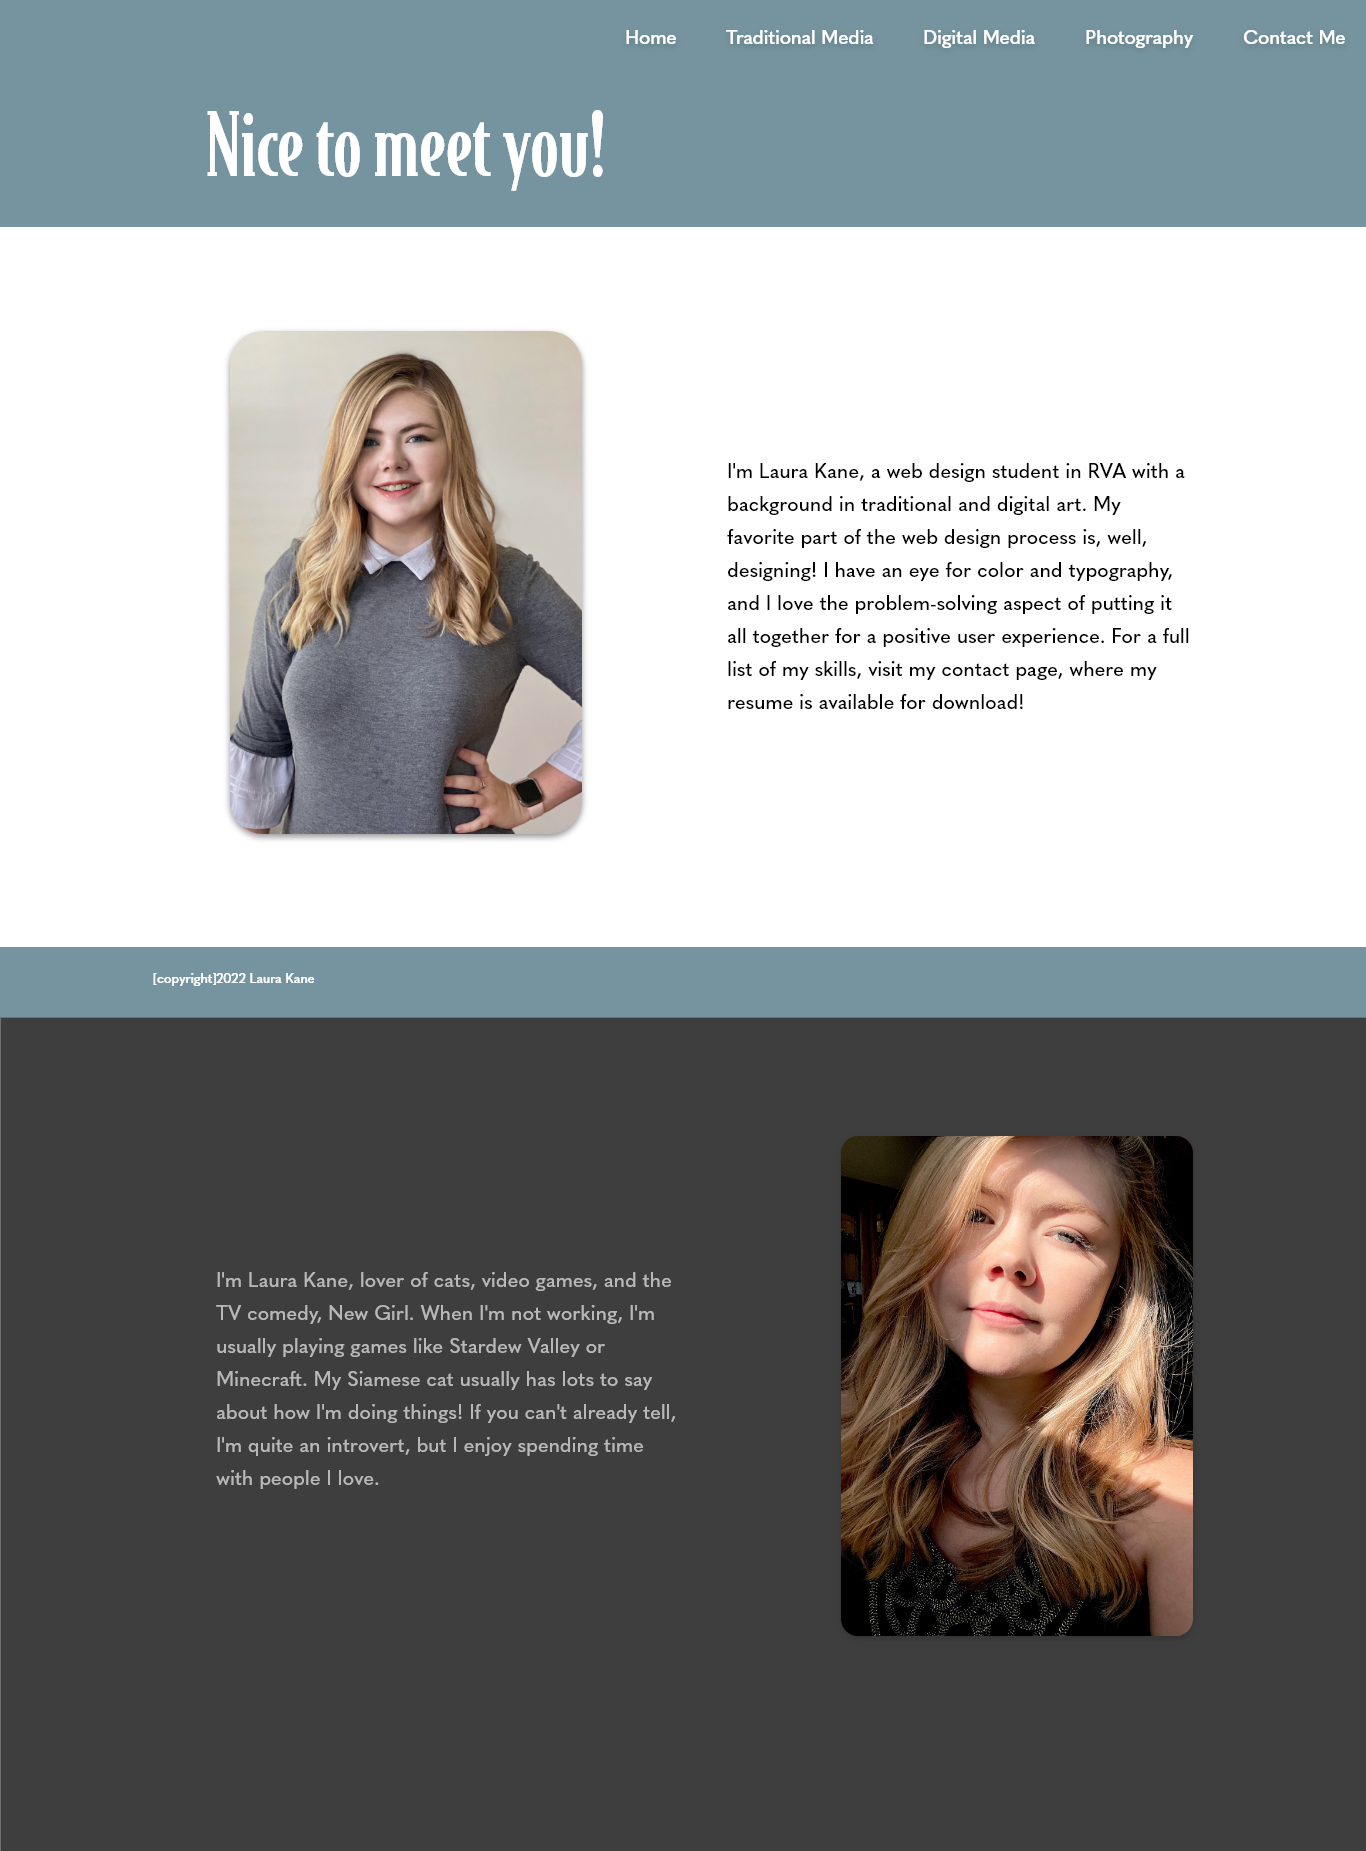 Home Traditional Media Digital Media Photography Contact Me
Nice to meet you!
I'm Laura Kane, a web design student in RVA with a
background in traditional and digital art. My
favorite part of the web design process is, well,
designing! I have an eye for color and typography,
and I love the problem-solving aspect of putting it
all together for a positive user experience. For a full
list of my skills, visit my contact page, where my
resume is available for download!
[copyright]2022 Laura Kane
I'm Laura Kane, lover of cats, video games, and the
TV comedy, New Girl. When I'm not working, I'm
usually playing games like Stardew Valley or
Minecraft. My Siamese cat usually has lots to say
about how I'm doing things! If you can't already tell,
I'm quite an introvert, but I enjoy spending time
with people I love.